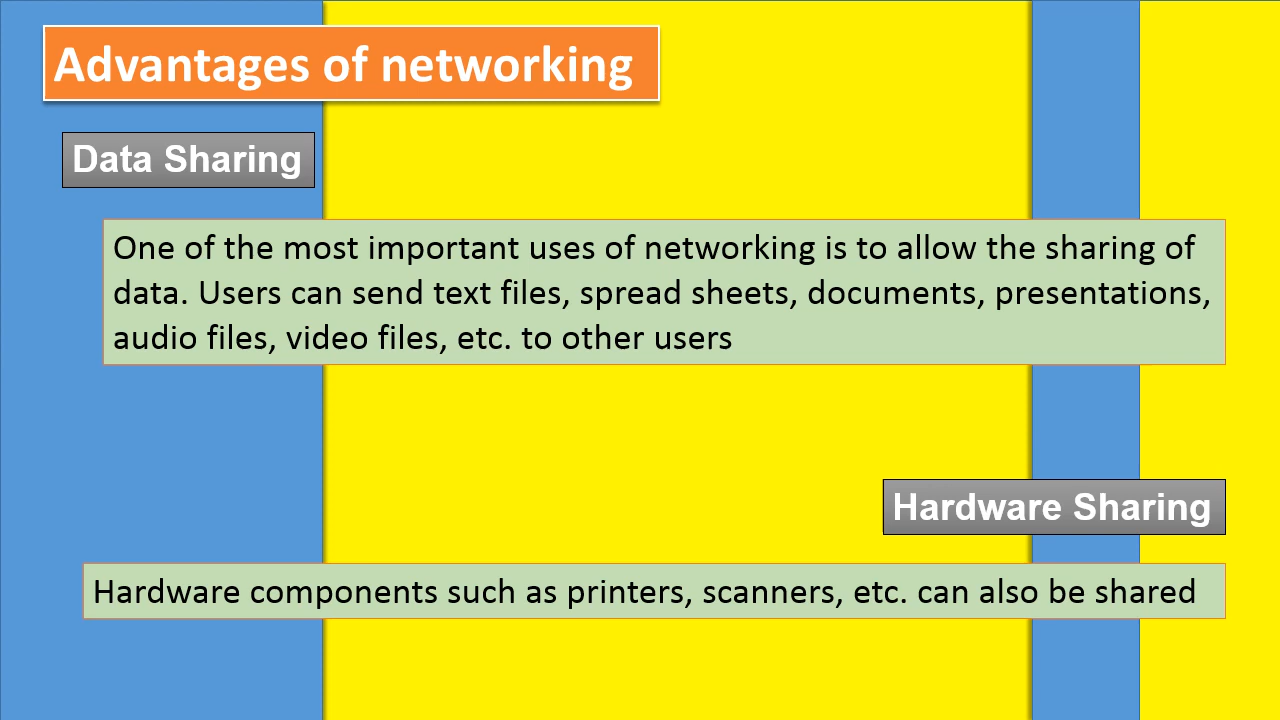 Advantages of networking
Data Sharing
One of the most important uses of networking is to allow the sharing of
data. Users can send text files, spread sheets, documents, presentations,
audio files, video files, etc. to other users
Hardware Sharing
Hardware components such as printers, scanners, etc. can also be shared